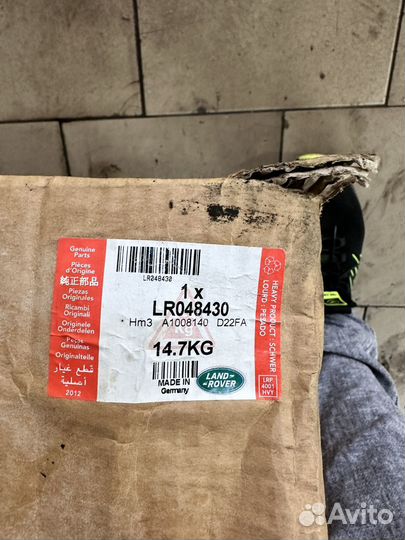 Genuine
Parts
Pièces
d'Origine
純正部品
Piezas
Originales
Ricambi
Originali
Originele
Onderdelen
Peças
Genuínas
Originalteile
قطع غيار
أصلية
2012
LR048430
1 x
LR048430
Hm3 A1008140 D22FA
Kg
14.7KG
MADE IN
Germany
LAND-
ROVER
HEAVY PRODUCT · SCHWER
LOURD · PESADO
LRP
4001
HVY
Avito